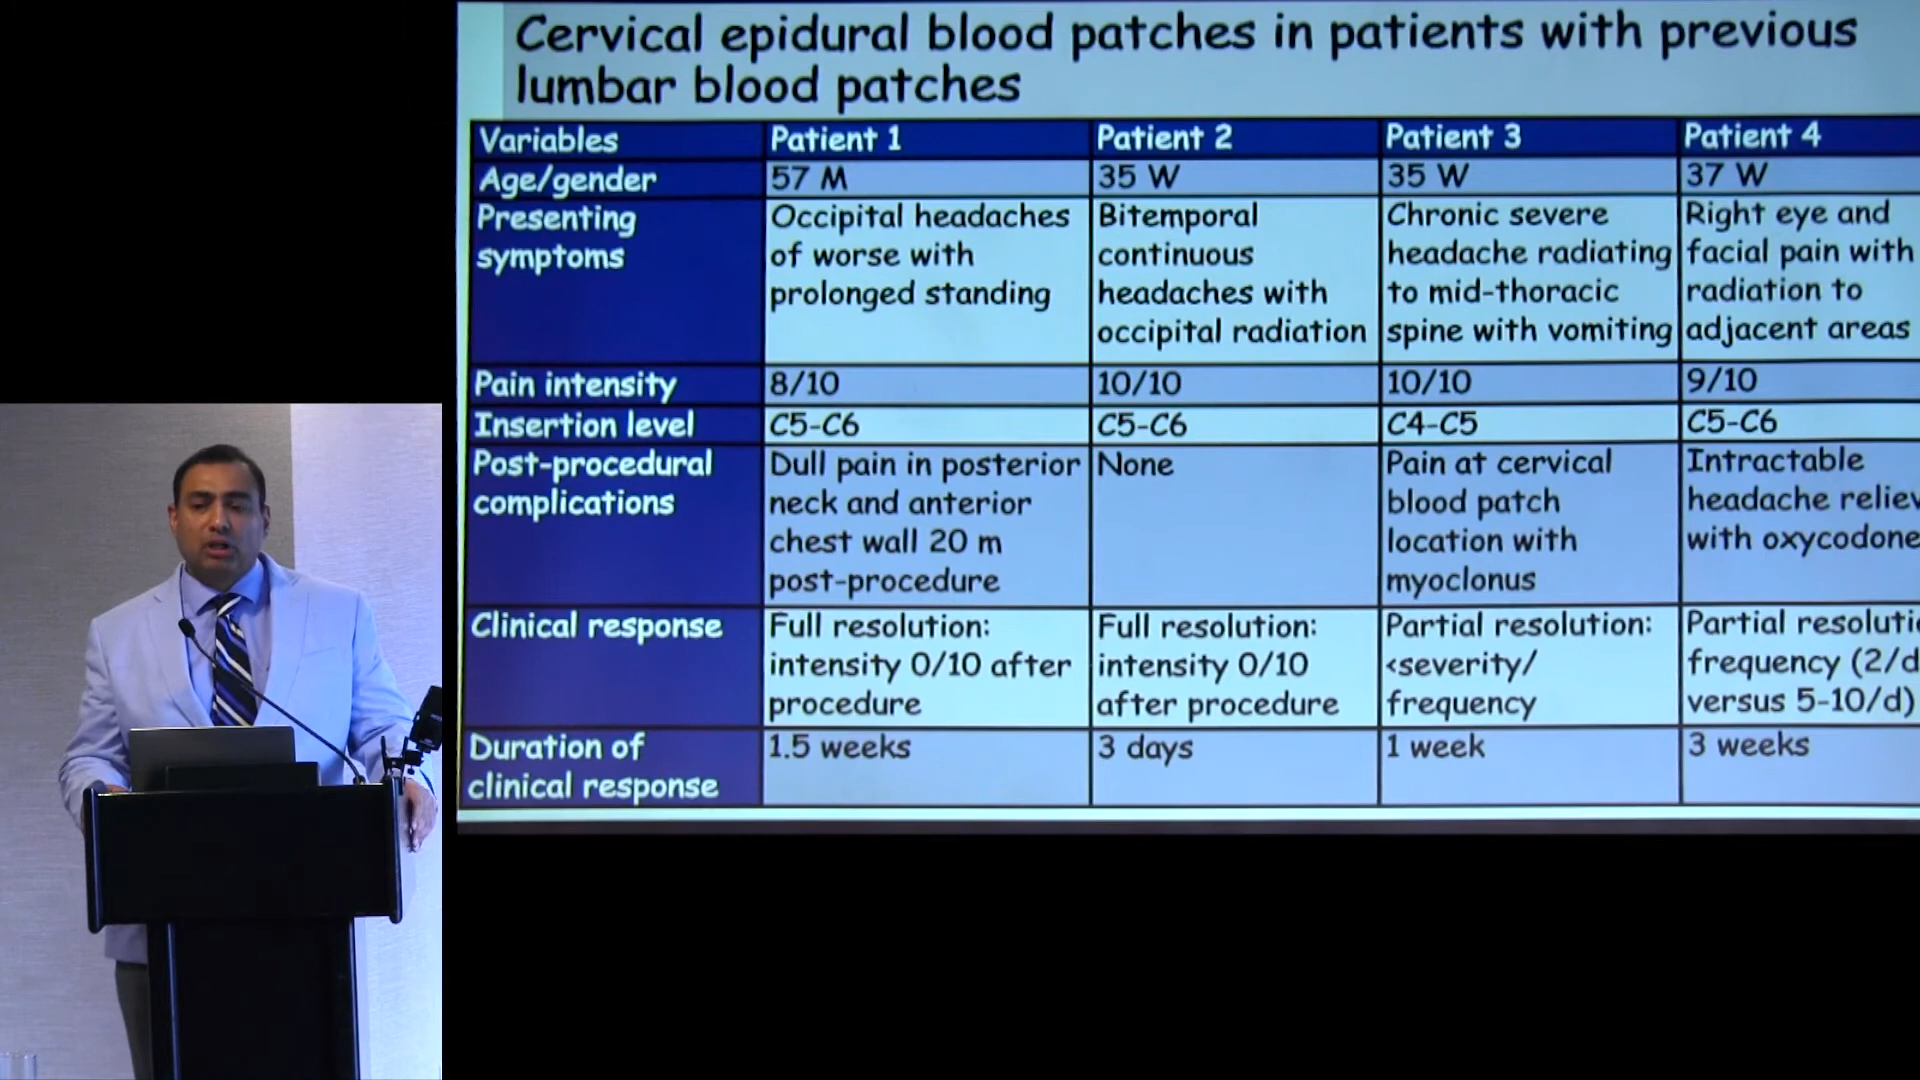 Cervical epidural blood patches in patients with previous
lumbar blood patches
Variables Patient 1 Patient 2 Patient 3 Patient 4
Age/gender 57 M 35 W 35 W 37 W
Presenting symptoms
Occipital headaches
of worse with
prolonged standing
Bitemporal
continuous
headaches with
occipital radiation
Chronic severe
headache radiating
to mid-thoracic
spine with vomiting
Right eye and
facial pain with
radiation to
adjacent areas
Pain intensity 8/10 10/10 10/10 9/10
Insertion level C5-C6 C5-C6 C4-C5 C5-C6
Post-procedural
complications
Dull pain in posterior
neck and anterior
chest wall 20 m
post-procedure
None
Pain at cervical
blood patch
location with
myoclonus
Intractable
headache reliev
with oxycodone
Clinical response
Full resolution:
intensity 0/10 after
procedure
Full resolution:
intensity 0/10
after procedure
Partial resolution:
<severity/
frequency
Partial resoluti
frequency (2/d
versus 5-10/d)
Duration of
clinical response
1.5 weeks
3 days
1 week
3 weeks